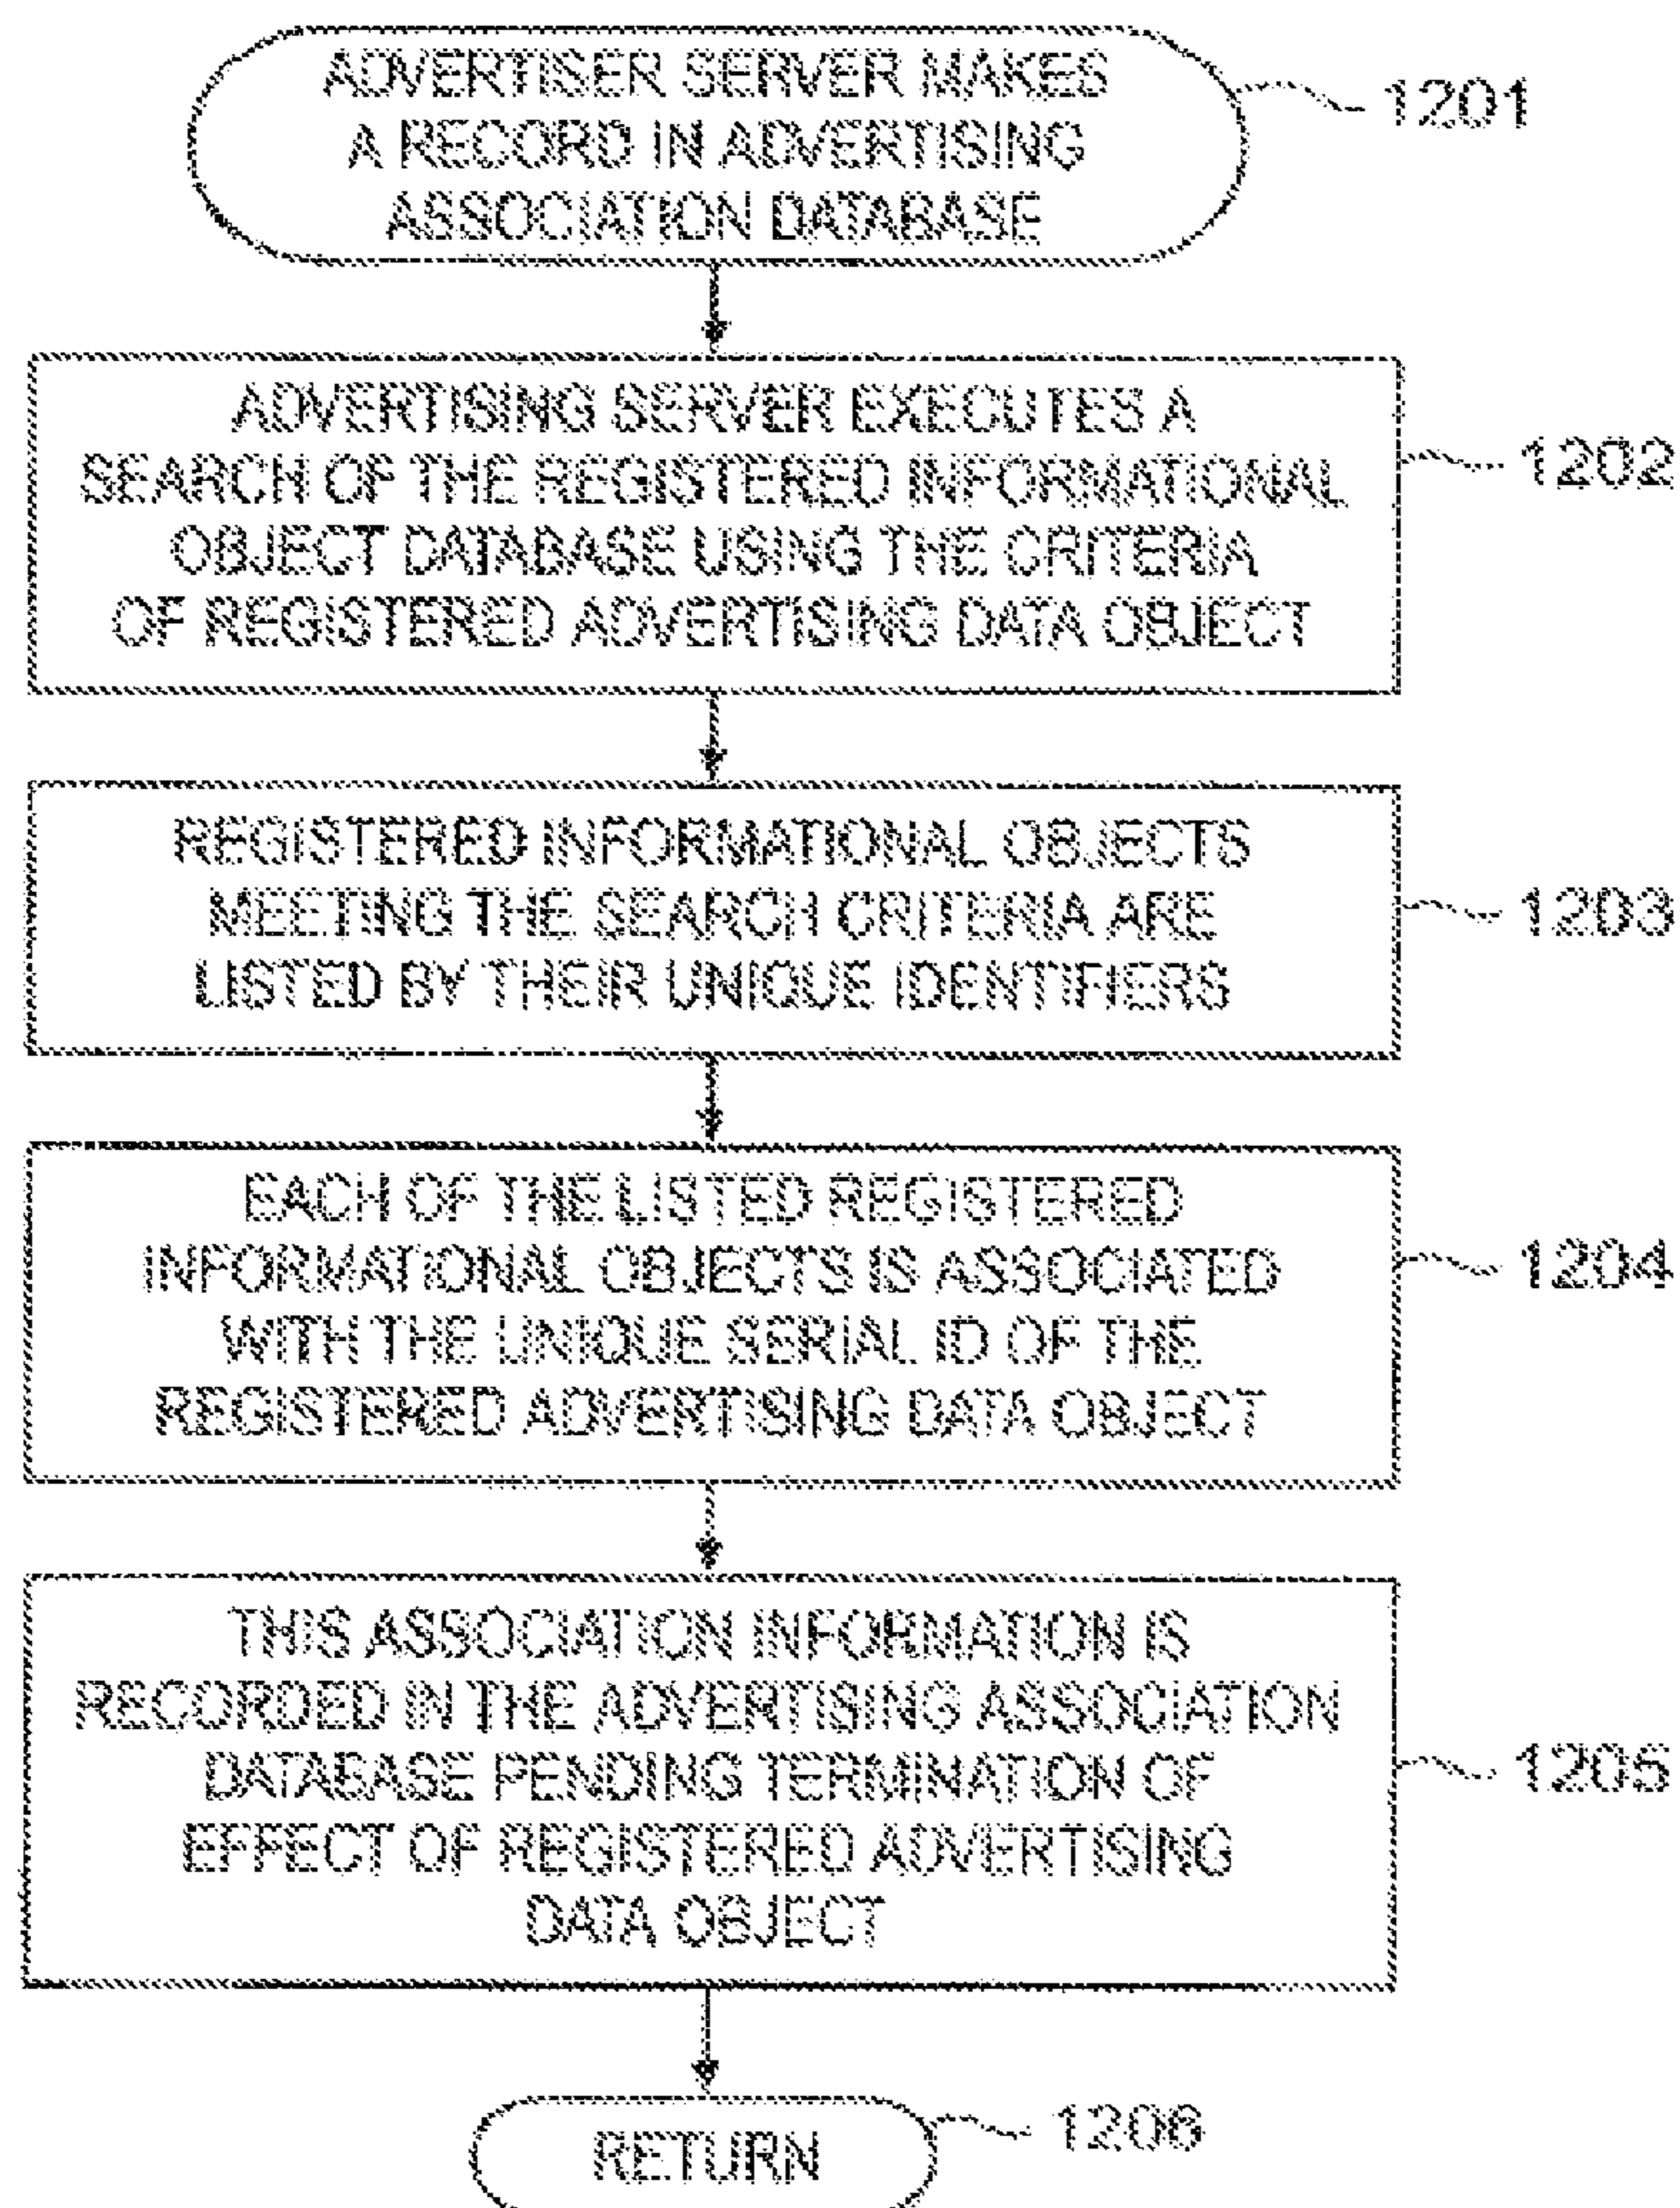 ADVERTISER SERVER MAKES
A RECORD IN ADVERTISING
ASSOCIATION DATABASE
1201
ADVERTISING SERVER EXECUTES A
SEARCH OF THE REGISTERED INFORMATIONAL
OBJECT DATABASE USING THE CRITERIA
OF REGISTERED ADVERTISING DATA OBJECT
1202
REGISTERED INFORMATIONAL OBJECTS
MEETING THE SEARCH CRITERIA ARE
LISTED BY THEIR UNIQUE IDENTIFIERS
1203
EACH OF THE LISTED REGISTERED
INFORMATIONAL OBJECTS IS ASSOCIATED
WITH THE UNIQUE SERIAL ID OF THE
REGISTERED ADVERTISING DATA OBJECT
1204
THIS ASSOCIATION INFORMATION IS
RECORDED IN THE ADVERTISING ASSOCIATION
DATABASE PENDING TERMINATION OF
EFFECT OF REGISTERED ADVERTISING
DATA OBJECT
1205
RETURN
1206